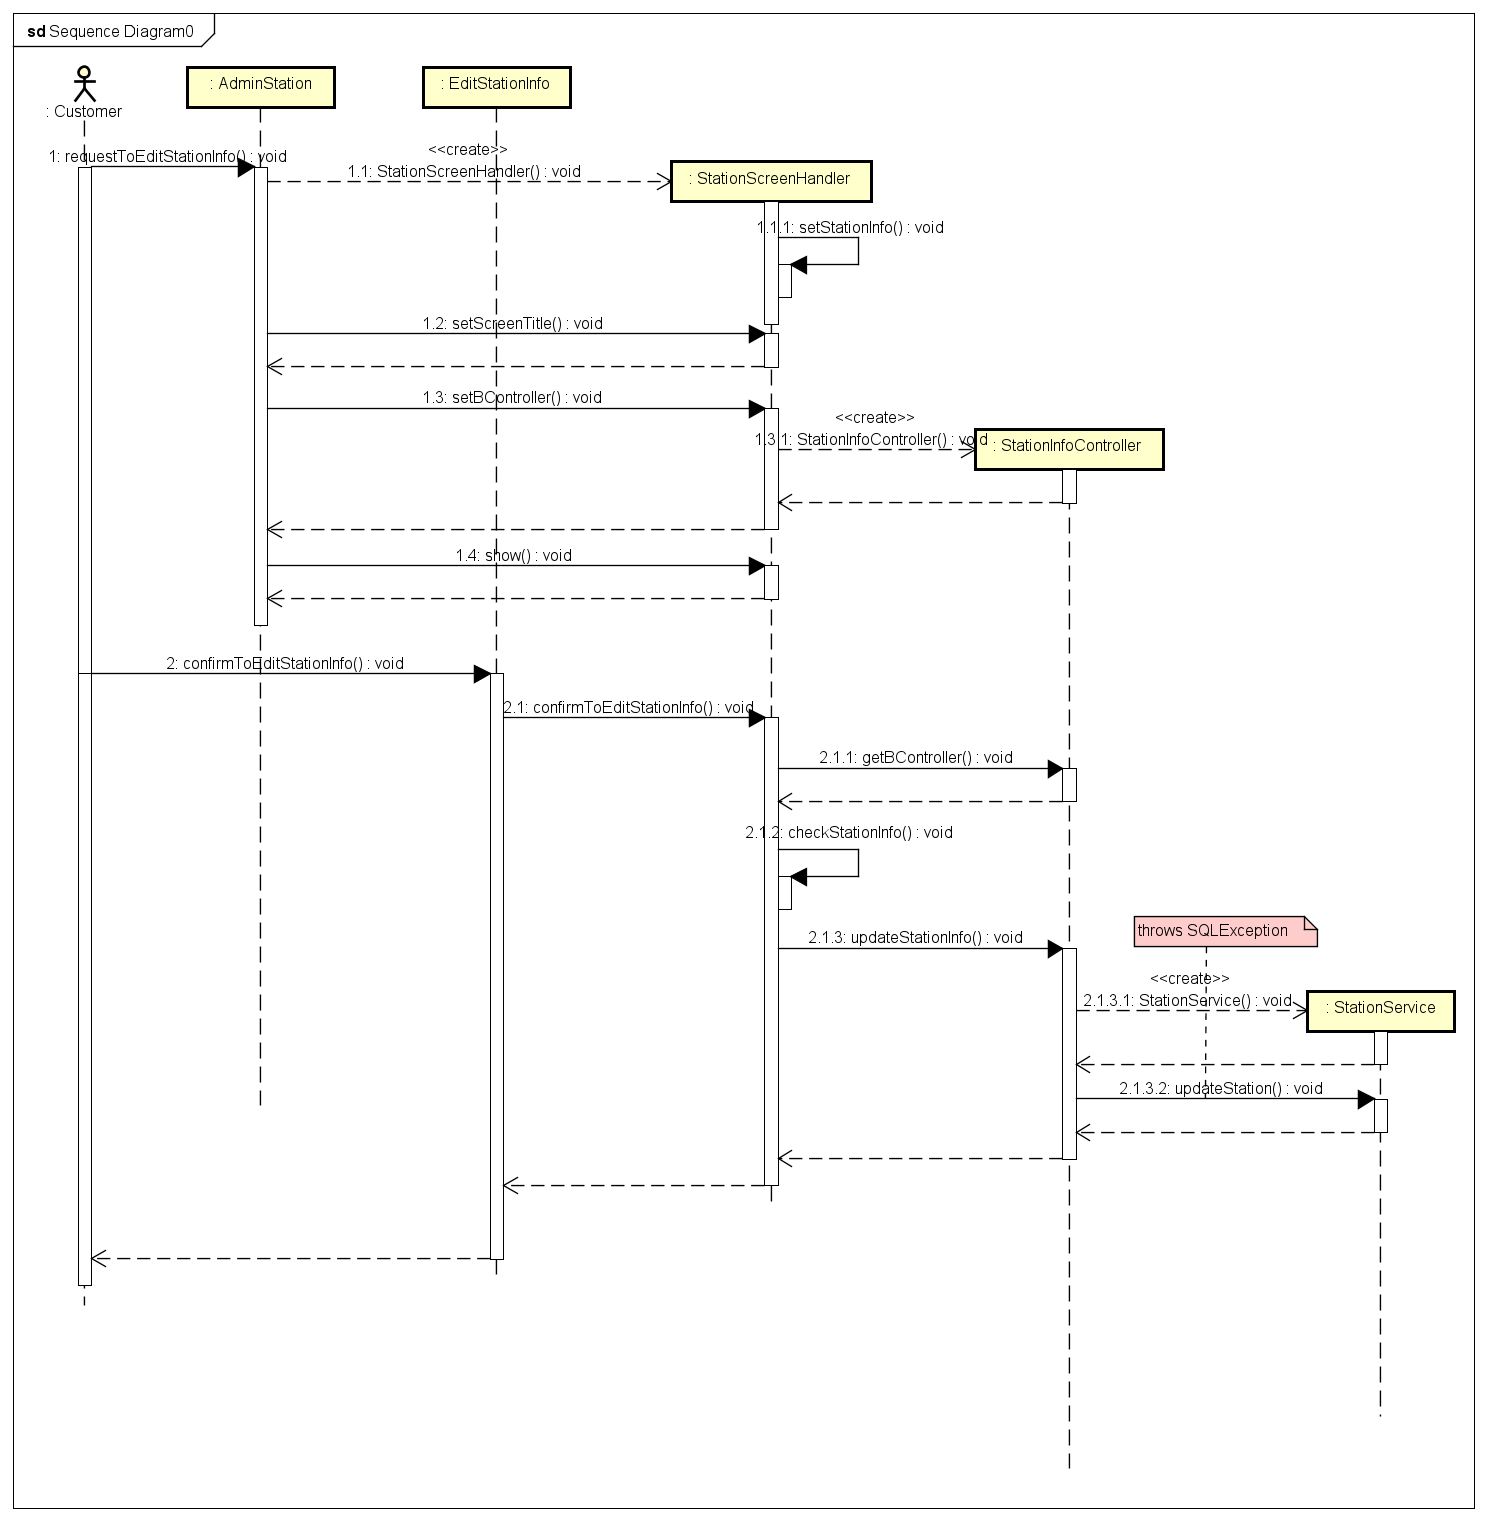 sd Sequence Diagram0
: Customer
: AdminStation
: EditStationInfo
1: requestToEditStationInfo() : void
<<create>>
1.1: StationScreenHandler() : void
: StationScreenHandler
1.1.1: setStationInfo() : void
1.2: setScreenTitle() : void
1.3: setBController() : void
<<create>>
1.3.1: StationInfoController() : void
: StationInfoController
1.4: show() : void
2: confirmToEditStationInfo() : void
2.1: confirmToEditStationInfo() : void
2.1.1: getBController() : void
2.1.2: checkStationInfo() : void
throws SQLException
2.1.3: updateStationInfo() : void
<<create>>
2.1.3.1: StationService() : void
: StationService
2.1.3.2: updateStation() : void